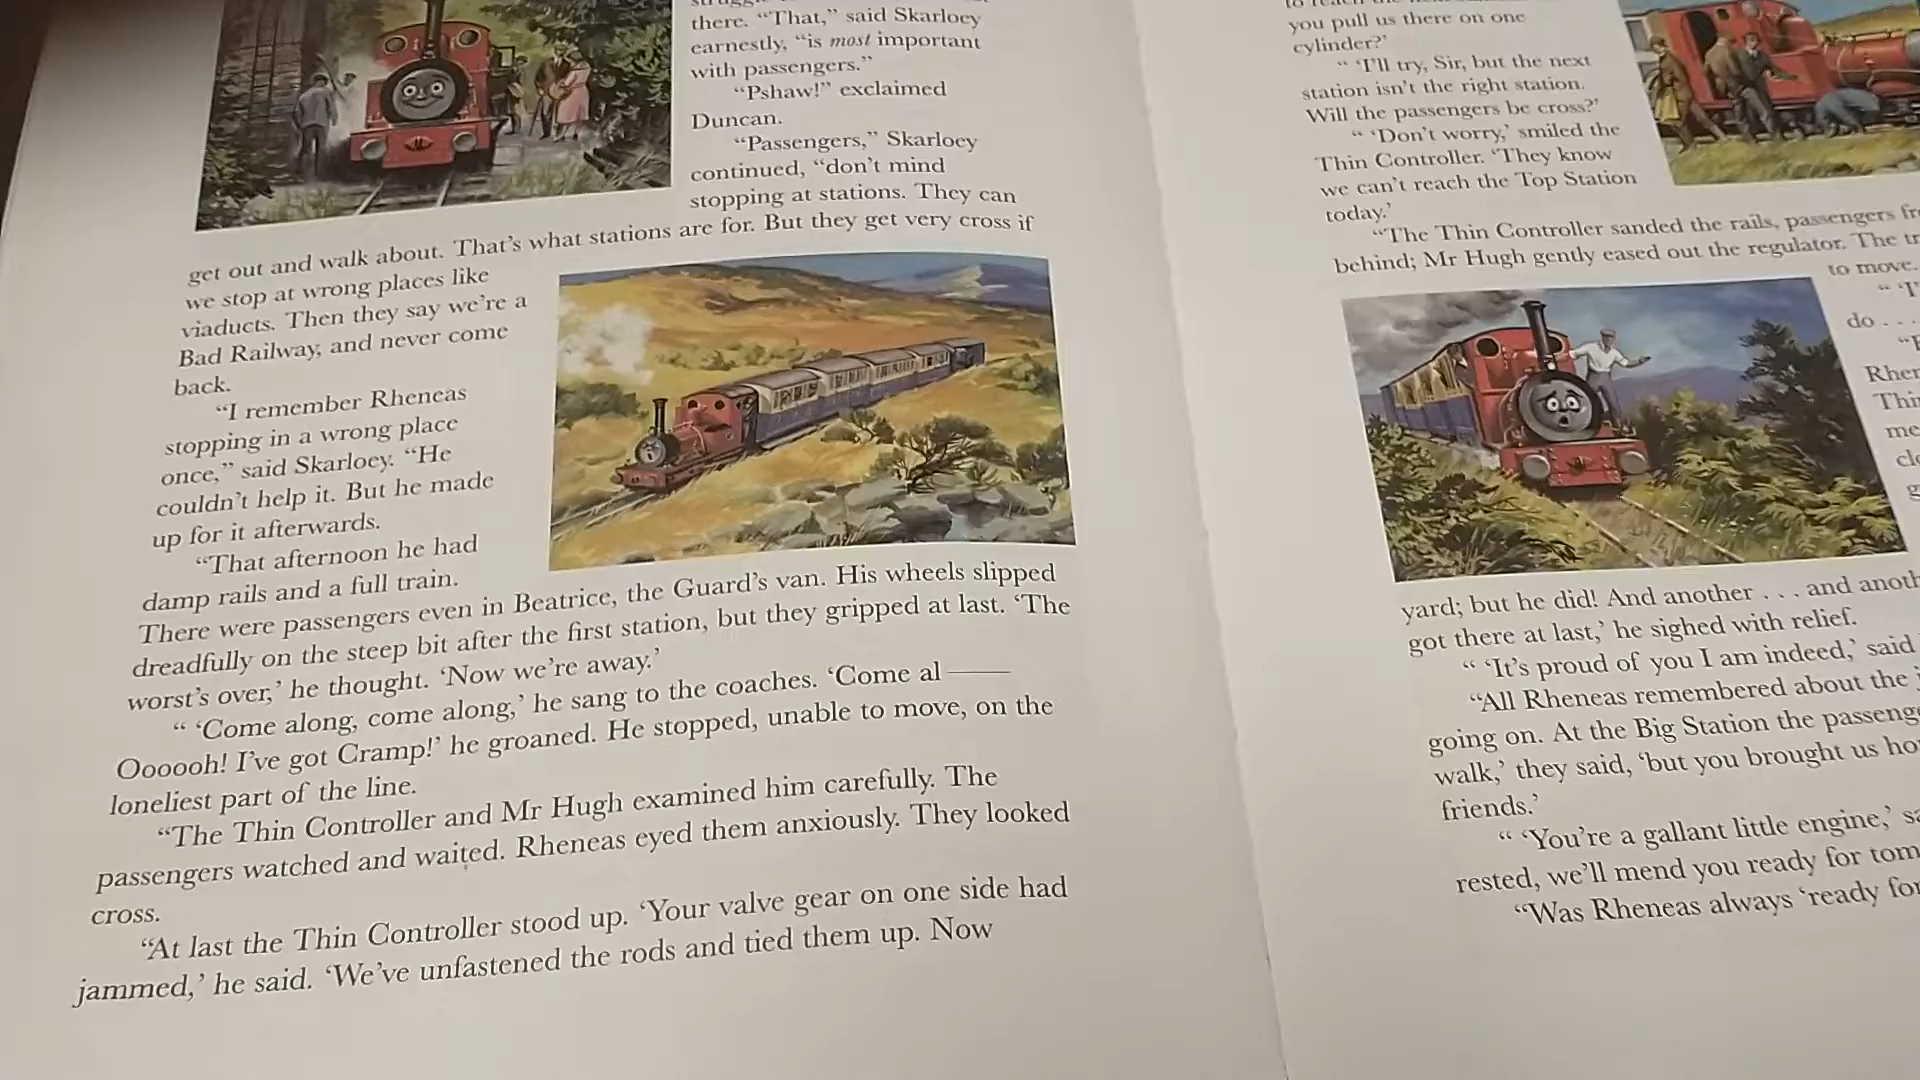 there. “That,” said Skarloey
earnestly, “is most important
with passengers.”
“Pshaw!” exclaimed
Duncan.
“Passengers,” Skarloey
continued, “don’t mind
stopping at stations. They can
get out and walk about. That’s what stations are for. But they get very cross if
we stop at wrong places like
viaducts. Then they say we’re a
Bad Railway, and never come
back.
“I remember Rheneas
stopping in a wrong place
once,” said Skarloey. “He
couldn’t help it. But he made
up for it afterwards.
“That afternoon he had
damp rails and a full train.
There were passengers even in Beatrice, the Guard’s van. His wheels slipped
dreadfully on the steep bit after the first station, but they gripped at last. ‘The
worst’s over,’ he thought. ‘Now we’re away.’
“ ‘Come along, come along,’ he sang to the coaches. ‘Come al ——
Oooooh! I’ve got Cramp!’ he groaned. He stopped, unable to move, on the
loneliest part of the line.
“The Thin Controller and Mr Hugh examined him carefully. The
passengers watched and waited. Rheneas eyed them anxiously. They looked
cross.
“At last the Thin Controller stood up. ‘Your valve gear on one side had
jammed,’ he said. ‘We’ve unfastened the rods and tied them up. Now
you pull us there on one
cylinder?’
“ ‘I’ll try, Sir, but the next
station isn’t the right station.
Will the passengers be cross?’
“ ‘Don’t worry,’ smiled the
Thin Controller. ‘They know
we can’t reach the Top Station
today.’
“The Thin Controller sanded the rails, passengers
behind; Mr Hugh gently eased out the regulator. The
to move.
do . . .
me
yard; but he did! And another . . . and
got there at last,’ he sighed with relief.
“ ‘It’s proud of you I am indeed,’ said
“All Rheneas remembered about the
going on. At the Big Station the
walk,’ they said, ‘but you brought us
friends.’
“ ‘You’re a gallant little engine,’
rested, we’ll mend you ready for
“Was Rheneas always ‘ready